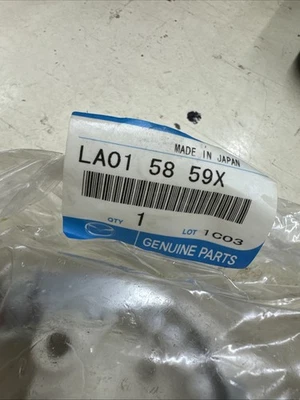 MADE IN JAPAN
LA01 58 59X
QTY 1
LOT 1C03
GENUINE PARTS